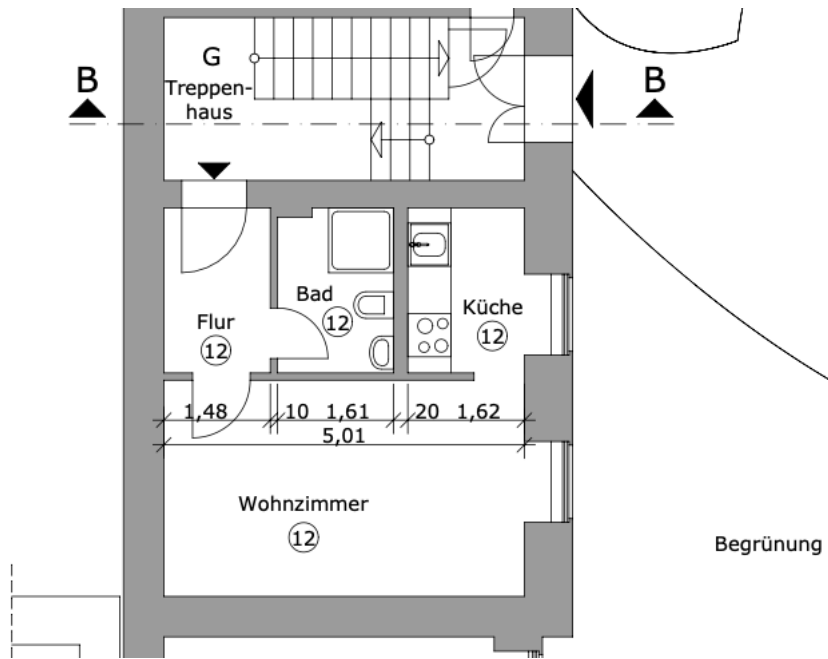 G
Treppen-
haus
B
B
Bad
12
Küche
12
Flur
12
1,48
10
1,61
20
1,62
5,01
Wohnzimmer
12
Begrünung